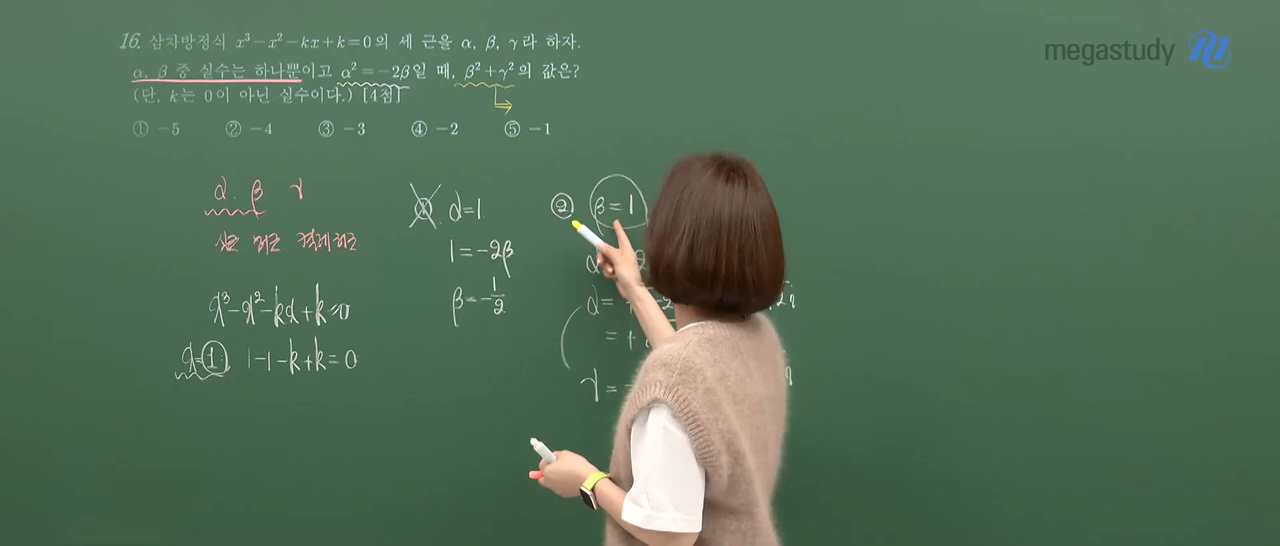 16. 삼차방정식 x³−x²−kx+k=0의 세 근을 α, β, γ라 하자.
α, β 중 실수는 하나뿐이고 α²=−2β일 때, β²+γ²의 값은?
(단, k는 0이 아닌 실수이다.) [4점]
① −5 ② −4 ③ −3 ④ −2 ⑤ −1
megastudy
α. β γ
실근 허근 켤레허근
x³−x²−kx+k=0
x=1: 1−1−k+k=0
① α=1
1=−2β
β=−1/2
② β=1
α
α=
= +
γ =